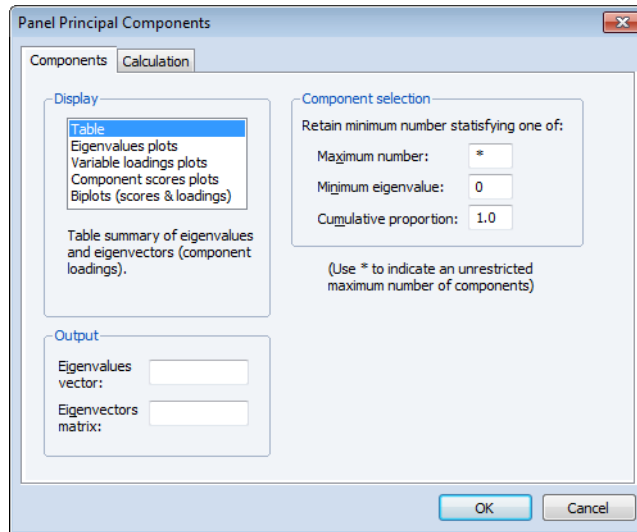 Panel Principal Components
Components
Calculation
Display
Table
Eigenvalues plots
Variable loadings plots
Component scores plots
Biplots (scores & loadings)
Table summary of eigenvalues
and eigenvectors (component
loadings).
Output
Eigenvalues
vector:
Eigenvectors
matrix:
Component selection
Retain minimum number statisfying one of:
Maximum number: *
Minimum eigenvalue: 0
Cumulative proportion: 1.0
(Use * to indicate an unrestricted
maximum number of components)
OK
Cancel